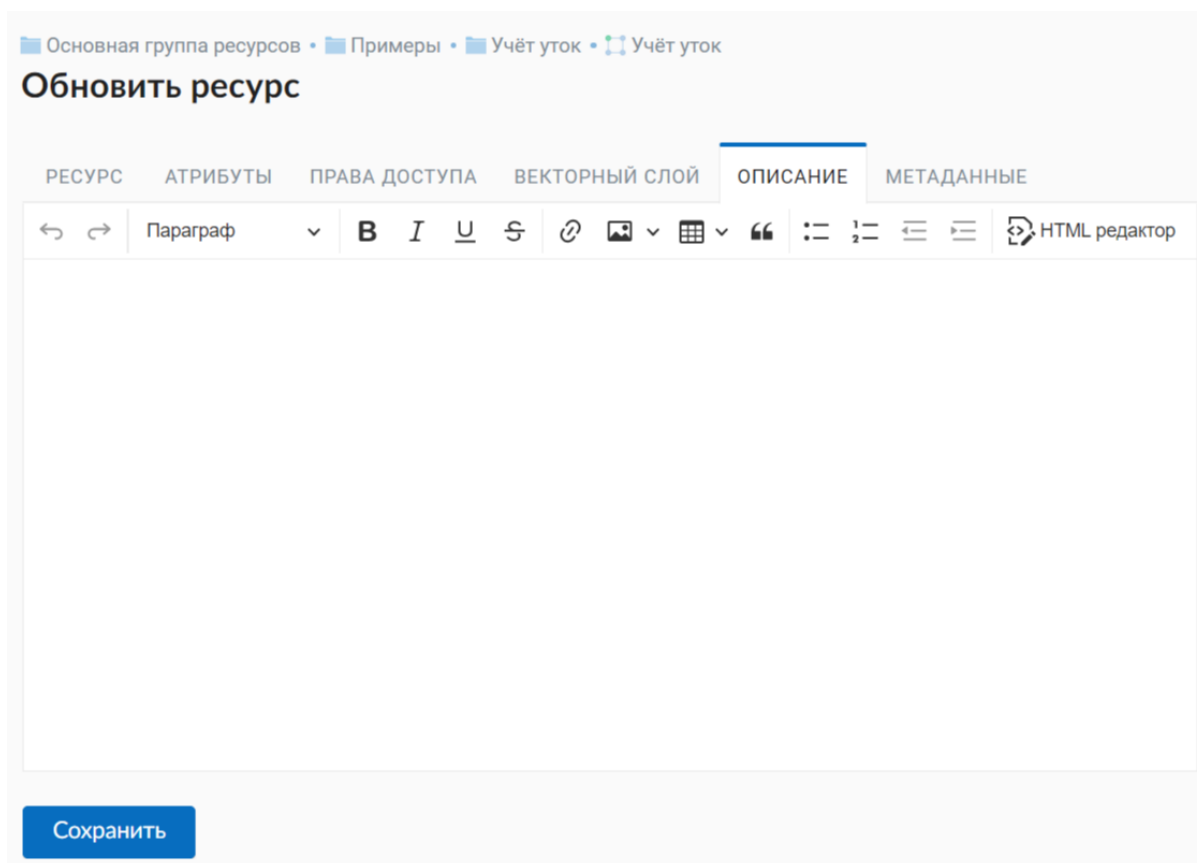 Основная группа ресурсов • Примеры • Учёт уток • Учёт уток
Обновить ресурс
РЕСУРС АТРИБУТЫ ПРАВА ДОСТУПА ВЕКТОРНЫЙ СЛОЙ ОПИСАНИЕ МЕТАДАННЫЕ
Параграф B I U S HTML редактор
Сохранить